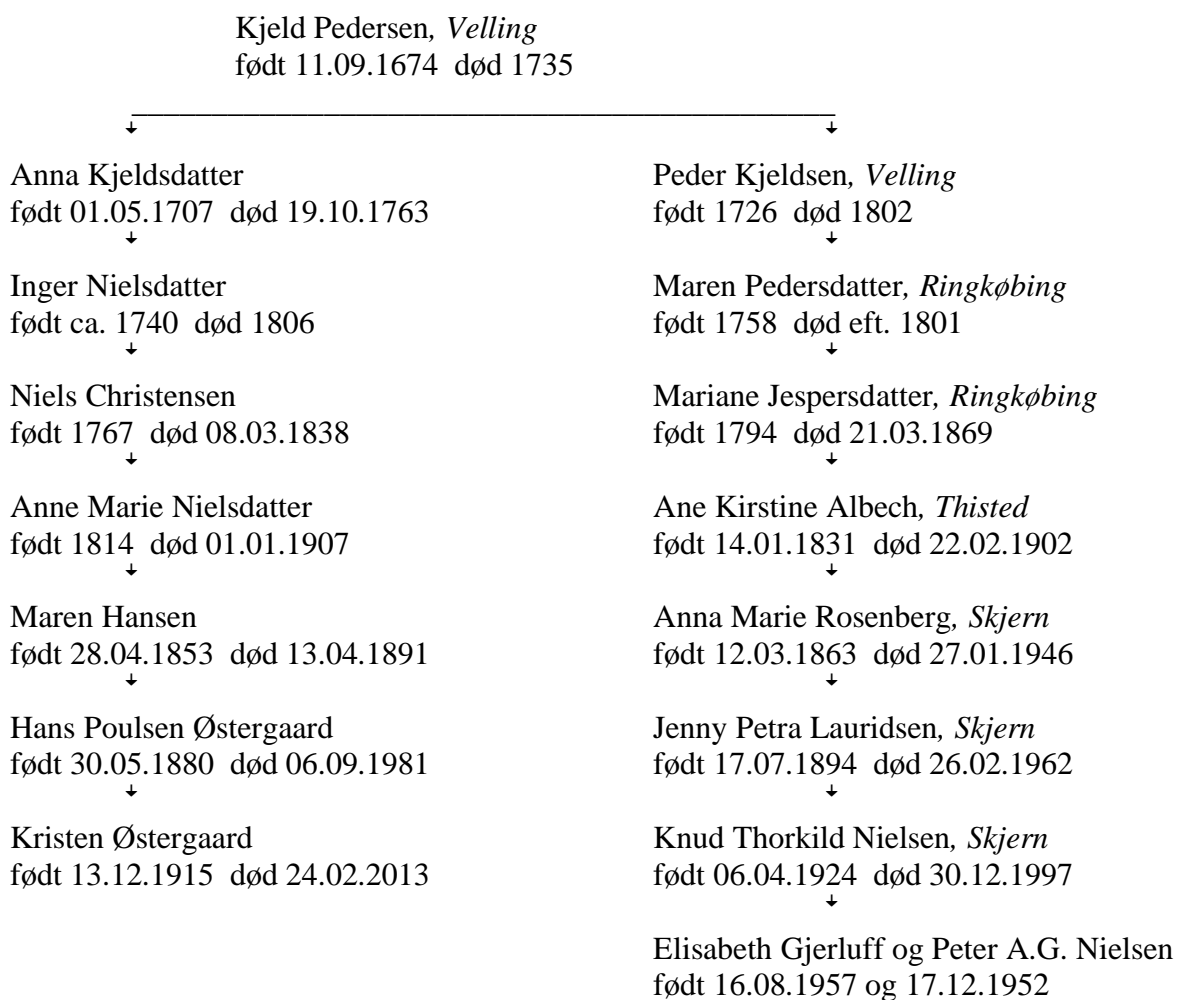 Kjeld Pedersen, Velling
født 11.09.1674 død 1735
Anna Kjeldsdatter
født 01.05.1707 død 19.10.1763
Inger Nielsdatter
født ca. 1740 død 1806
Niels Christensen
født 1767 død 08.03.1838
Anne Marie Nielsdatter
født 1814 død 01.01.1907
Maren Hansen
født 28.04.1853 død 13.04.1891
Hans Poulsen Østergaard
født 30.05.1880 død 06.09.1981
Kristen Østergaard
født 13.12.1915 død 24.02.2013
Peder Kjeldsen, Velling
født 1726 død 1802
Maren Pedersdatter, Ringkøbing
født 1758 død eft. 1801
Mariane Jespersdatter, Ringkøbing
født 1794 død 21.03.1869
Ane Kirstine Albech, Thisted
født 14.01.1831 død 22.02.1902
Anna Marie Rosenberg, Skjern
født 12.03.1863 død 27.01.1946
Jenny Petra Lauridsen, Skjern
født 17.07.1894 død 26.02.1962
Knud Thorkild Nielsen, Skjern
født 06.04.1924 død 30.12.1997
Elisabeth Gjerluff og Peter A.G. Nielsen
født 16.08.1957 og 17.12.1952